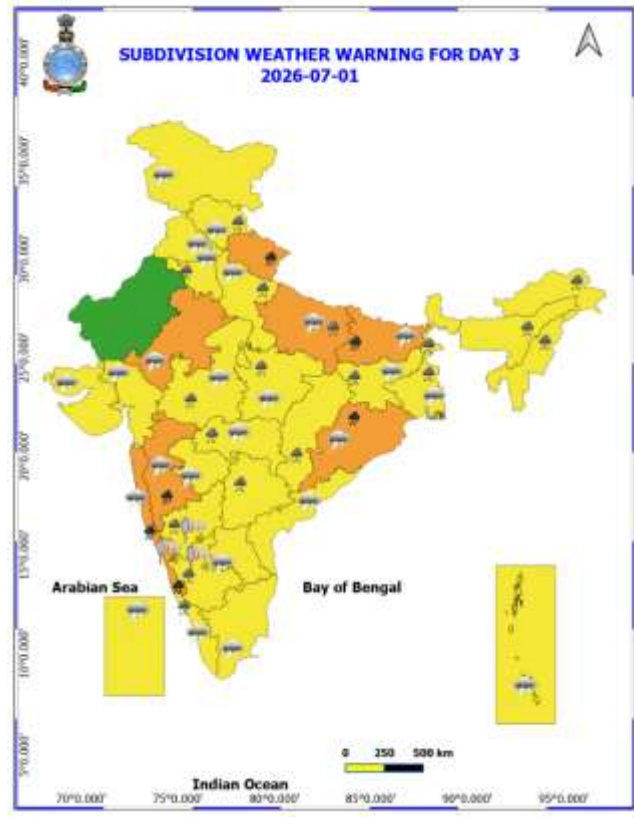 SUBDIVISION WEATHER WARNING FOR DAY 3
2026-07-01
40°0.000'
35°0.000'
30°0.000'
25°0.000'
20°0.000'
15°0.000'
10°0.000'
5°0.000'
Arabian Sea
Bay of Bengal
0 250 500 km
Indian Ocean
70°0.000' 75°0.000' 80°0.000' 85°0.000' 90°0.000' 95°0.000'